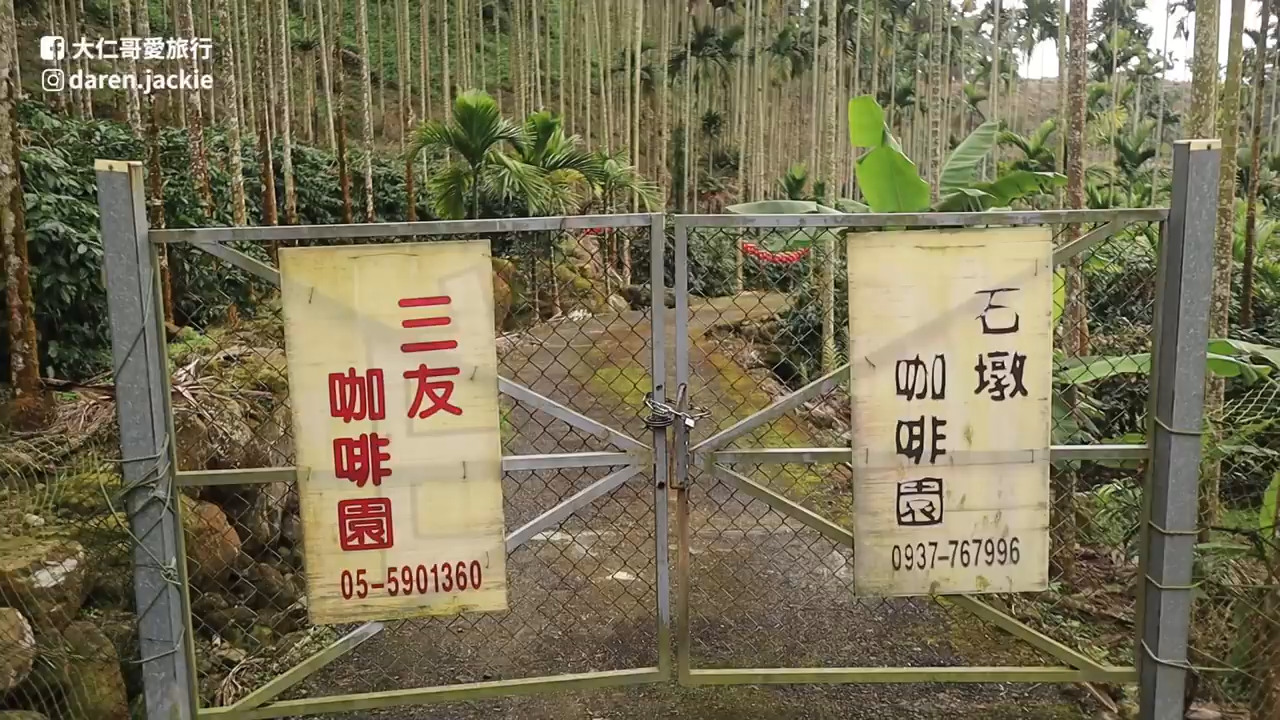 大仁哥愛旅行
daren.jackie
三友
咖啡園
05-5901360
石墩
咖啡園
0937-767996